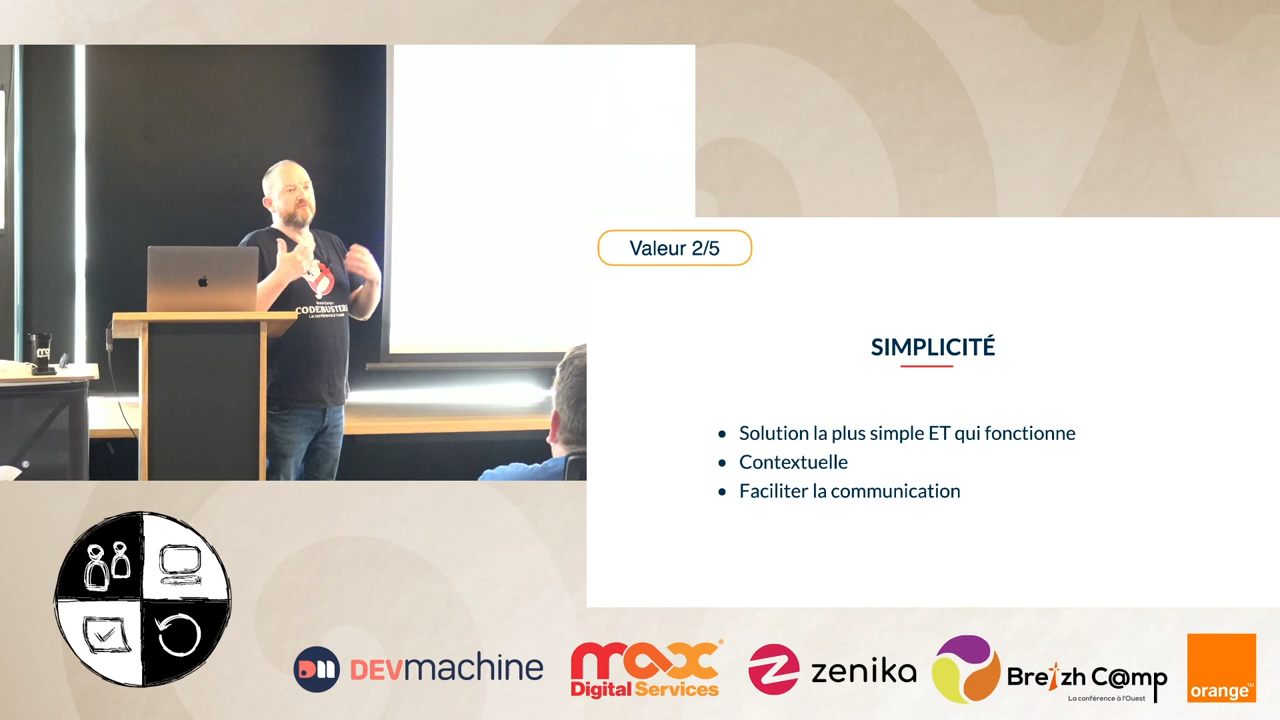 Valeur 2/5
SIMPLICITÉ
• Solution la plus simple ET qui fonctionne
• Contextuelle
• Faciliter la communication
CODEBUSTERS
DEVmachine
max
Digital Services
zenika
Breizh C@mp
La conférence à l'Ouest
orange™